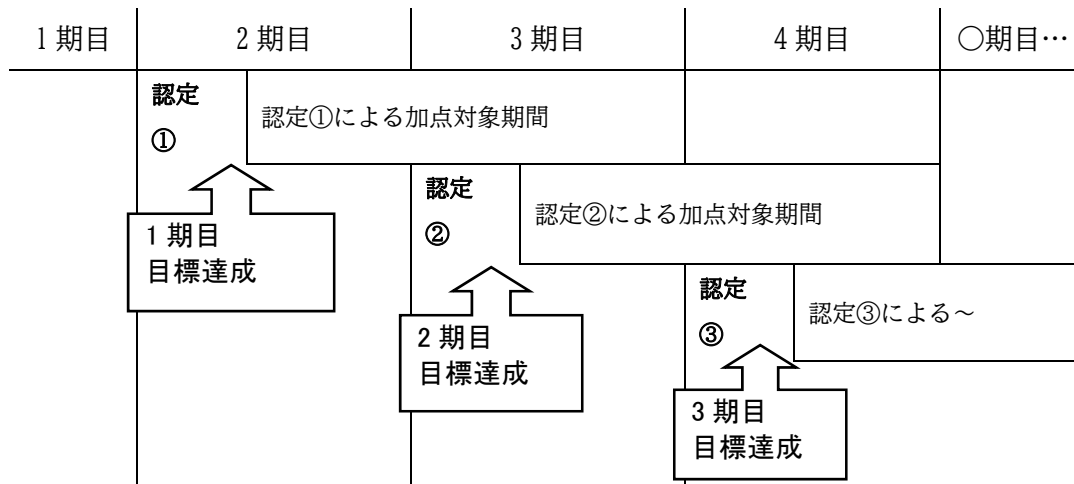 1 期目
2 期目
3 期目
4 期目
○期目…
認定
①
認定①による加点対象期間
1 期目
目標達成
認定
②
認定②による加点対象期間
2 期目
目標達成
認定
③
認定③による～
3 期目
目標達成